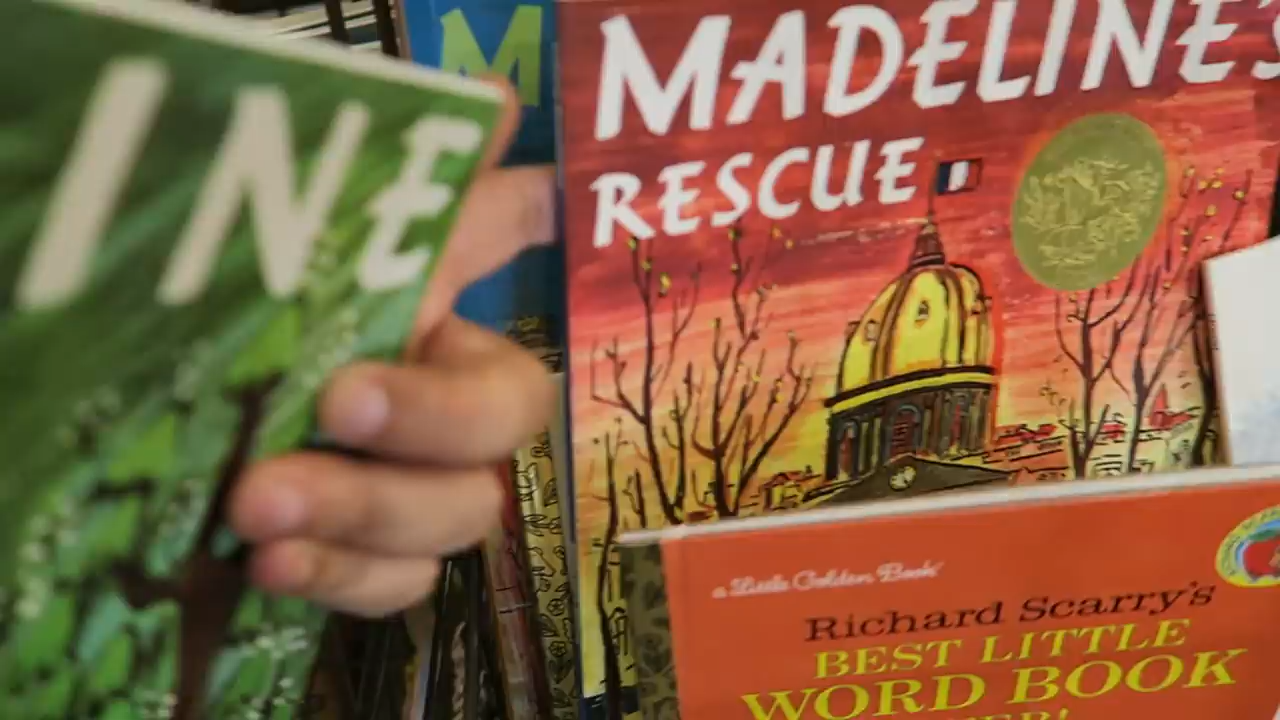 INE
M
MADELINE'S
RESCUE
a Little Golden Book
Richard Scarry's
BEST LITTLE
WORD BOOK